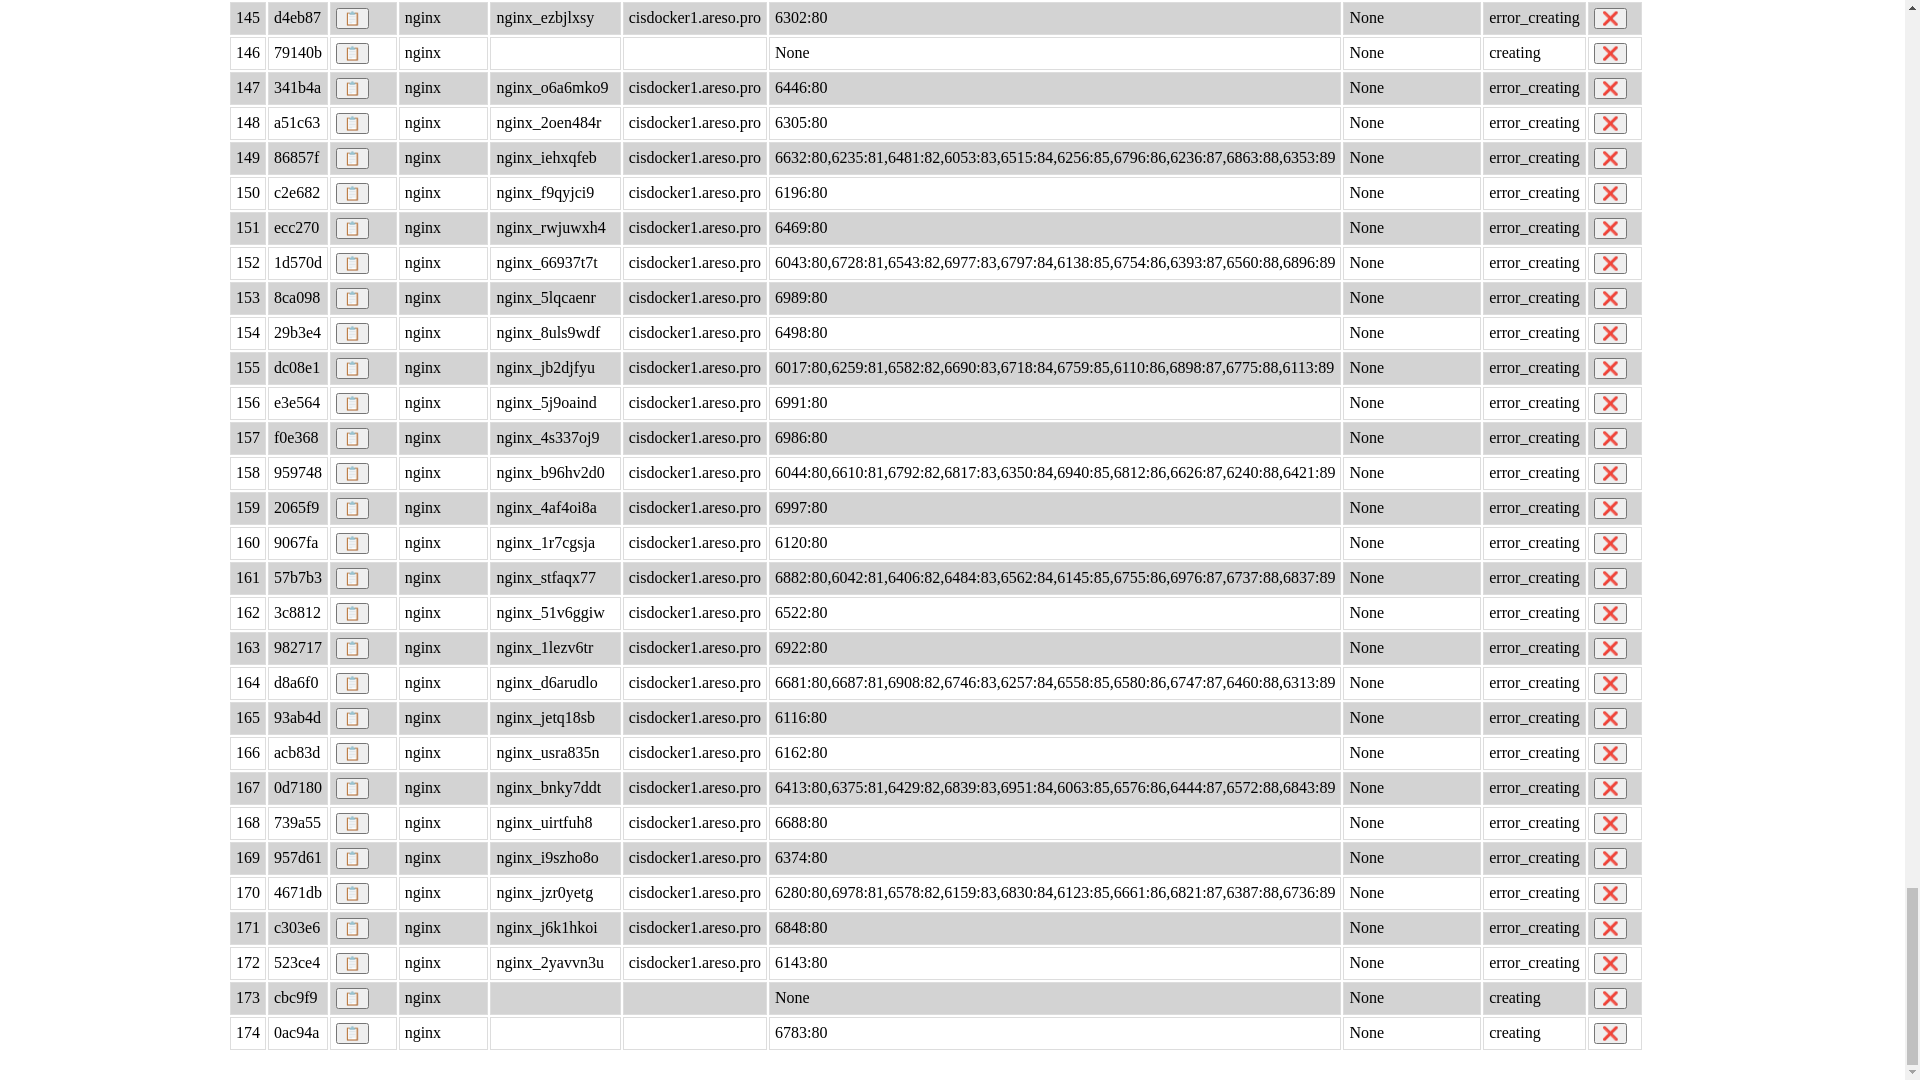 145 d4eb87 nginx nginx_ezbjlxsy cisdocker1.areso.pro 6302:80 None error_creating
146 79140b nginx None None creating
147 341b4a nginx nginx_o6a6mko9 cisdocker1.areso.pro 6446:80 None error_creating
148 a51c63 nginx nginx_2oen484r cisdocker1.areso.pro 6305:80 None error_creating
149 86857f nginx nginx_iehxqfeb cisdocker1.areso.pro 6632:80,6235:81,6481:82,6053:83,6515:84,6256:85,6796:86,6236:87,6863:88,6353:89 None error_creating
150 c2e682 nginx nginx_f9qyjci9 cisdocker1.areso.pro 6196:80 None error_creating
151 ecc270 nginx nginx_rwjuwxh4 cisdocker1.areso.pro 6469:80 None error_creating
152 1d570d nginx nginx_66937t7t cisdocker1.areso.pro 6043:80,6728:81,6543:82,6977:83,6797:84,6138:85,6754:86,6393:87,6560:88,6896:89 None error_creating
153 8ca098 nginx nginx_5lqcaenr cisdocker1.areso.pro 6989:80 None error_creating
154 29b3e4 nginx nginx_8uls9wdf cisdocker1.areso.pro 6498:80 None error_creating
155 dc08e1 nginx nginx_jb2djfyu cisdocker1.areso.pro 6017:80,6259:81,6582:82,6690:83,6718:84,6759:85,6110:86,6898:87,6775:88,6113:89 None error_creating
156 e3e564 nginx nginx_5j9oaind cisdocker1.areso.pro 6991:80 None error_creating
157 f0e368 nginx nginx_4s337oj9 cisdocker1.areso.pro 6986:80 None error_creating
158 959748 nginx nginx_b96hv2d0 cisdocker1.areso.pro 6044:80,6610:81,6792:82,6817:83,6350:84,6940:85,6812:86,6626:87,6240:88,6421:89 None error_creating
159 2065f9 nginx nginx_4af4oi8a cisdocker1.areso.pro 6997:80 None error_creating
160 9067fa nginx nginx_1r7cgsja cisdocker1.areso.pro 6120:80 None error_creating
161 57b7b3 nginx nginx_stfaqx77 cisdocker1.areso.pro 6882:80,6042:81,6406:82,6484:83,6562:84,6145:85,6755:86,6976:87,6737:88,6837:89 None error_creating
162 3c8812 nginx nginx_51v6ggiw cisdocker1.areso.pro 6522:80 None error_creating
163 982717 nginx nginx_1lezv6tr cisdocker1.areso.pro 6922:80 None error_creating
164 d8a6f0 nginx nginx_d6arudlo cisdocker1.areso.pro 6681:80,6687:81,6908:82,6746:83,6257:84,6558:85,6580:86,6747:87,6460:88,6313:89 None error_creating
165 93ab4d nginx nginx_jetq18sb cisdocker1.areso.pro 6116:80 None error_creating
166 acb83d nginx nginx_usra835n cisdocker1.areso.pro 6162:80 None error_creating
167 0d7180 nginx nginx_bnky7ddt cisdocker1.areso.pro 6413:80,6375:81,6429:82,6839:83,6951:84,6063:85,6576:86,6444:87,6572:88,6843:89 None error_creating
168 739a55 nginx nginx_uirtfuh8 cisdocker1.areso.pro 6688:80 None error_creating
169 957d61 nginx nginx_i9szho8o cisdocker1.areso.pro 6374:80 None error_creating
170 4671db nginx nginx_jzr0yetg cisdocker1.areso.pro 6280:80,6978:81,6578:82,6159:83,6830:84,6123:85,6661:86,6821:87,6387:88,6736:89 None error_creating
171 c303e6 nginx nginx_j6k1hkoi cisdocker1.areso.pro 6848:80 None error_creating
172 523ce4 nginx nginx_2yavvn3u cisdocker1.areso.pro 6143:80 None error_creating
173 cbc9f9 nginx None None creating
174 0ac94a nginx 6783:80 None creating